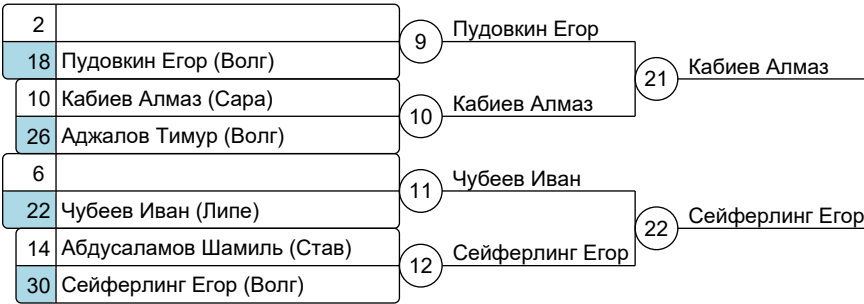 2
18 Пудовкин Егор (Волг)
9
Пудовкин Егор
10 Кабиев Алмаз (Сара)
26 Аджалов Тимур (Волг)
10
Кабиев Алмаз
21
Кабиев Алмаз
6
22 Чубеев Иван (Липе)
11
Чубеев Иван
14 Абдусаламов Шамиль (Став)
30 Сейферлинг Егор (Волг)
12
Сейферлинг Егор
22
Сейферлинг Егор